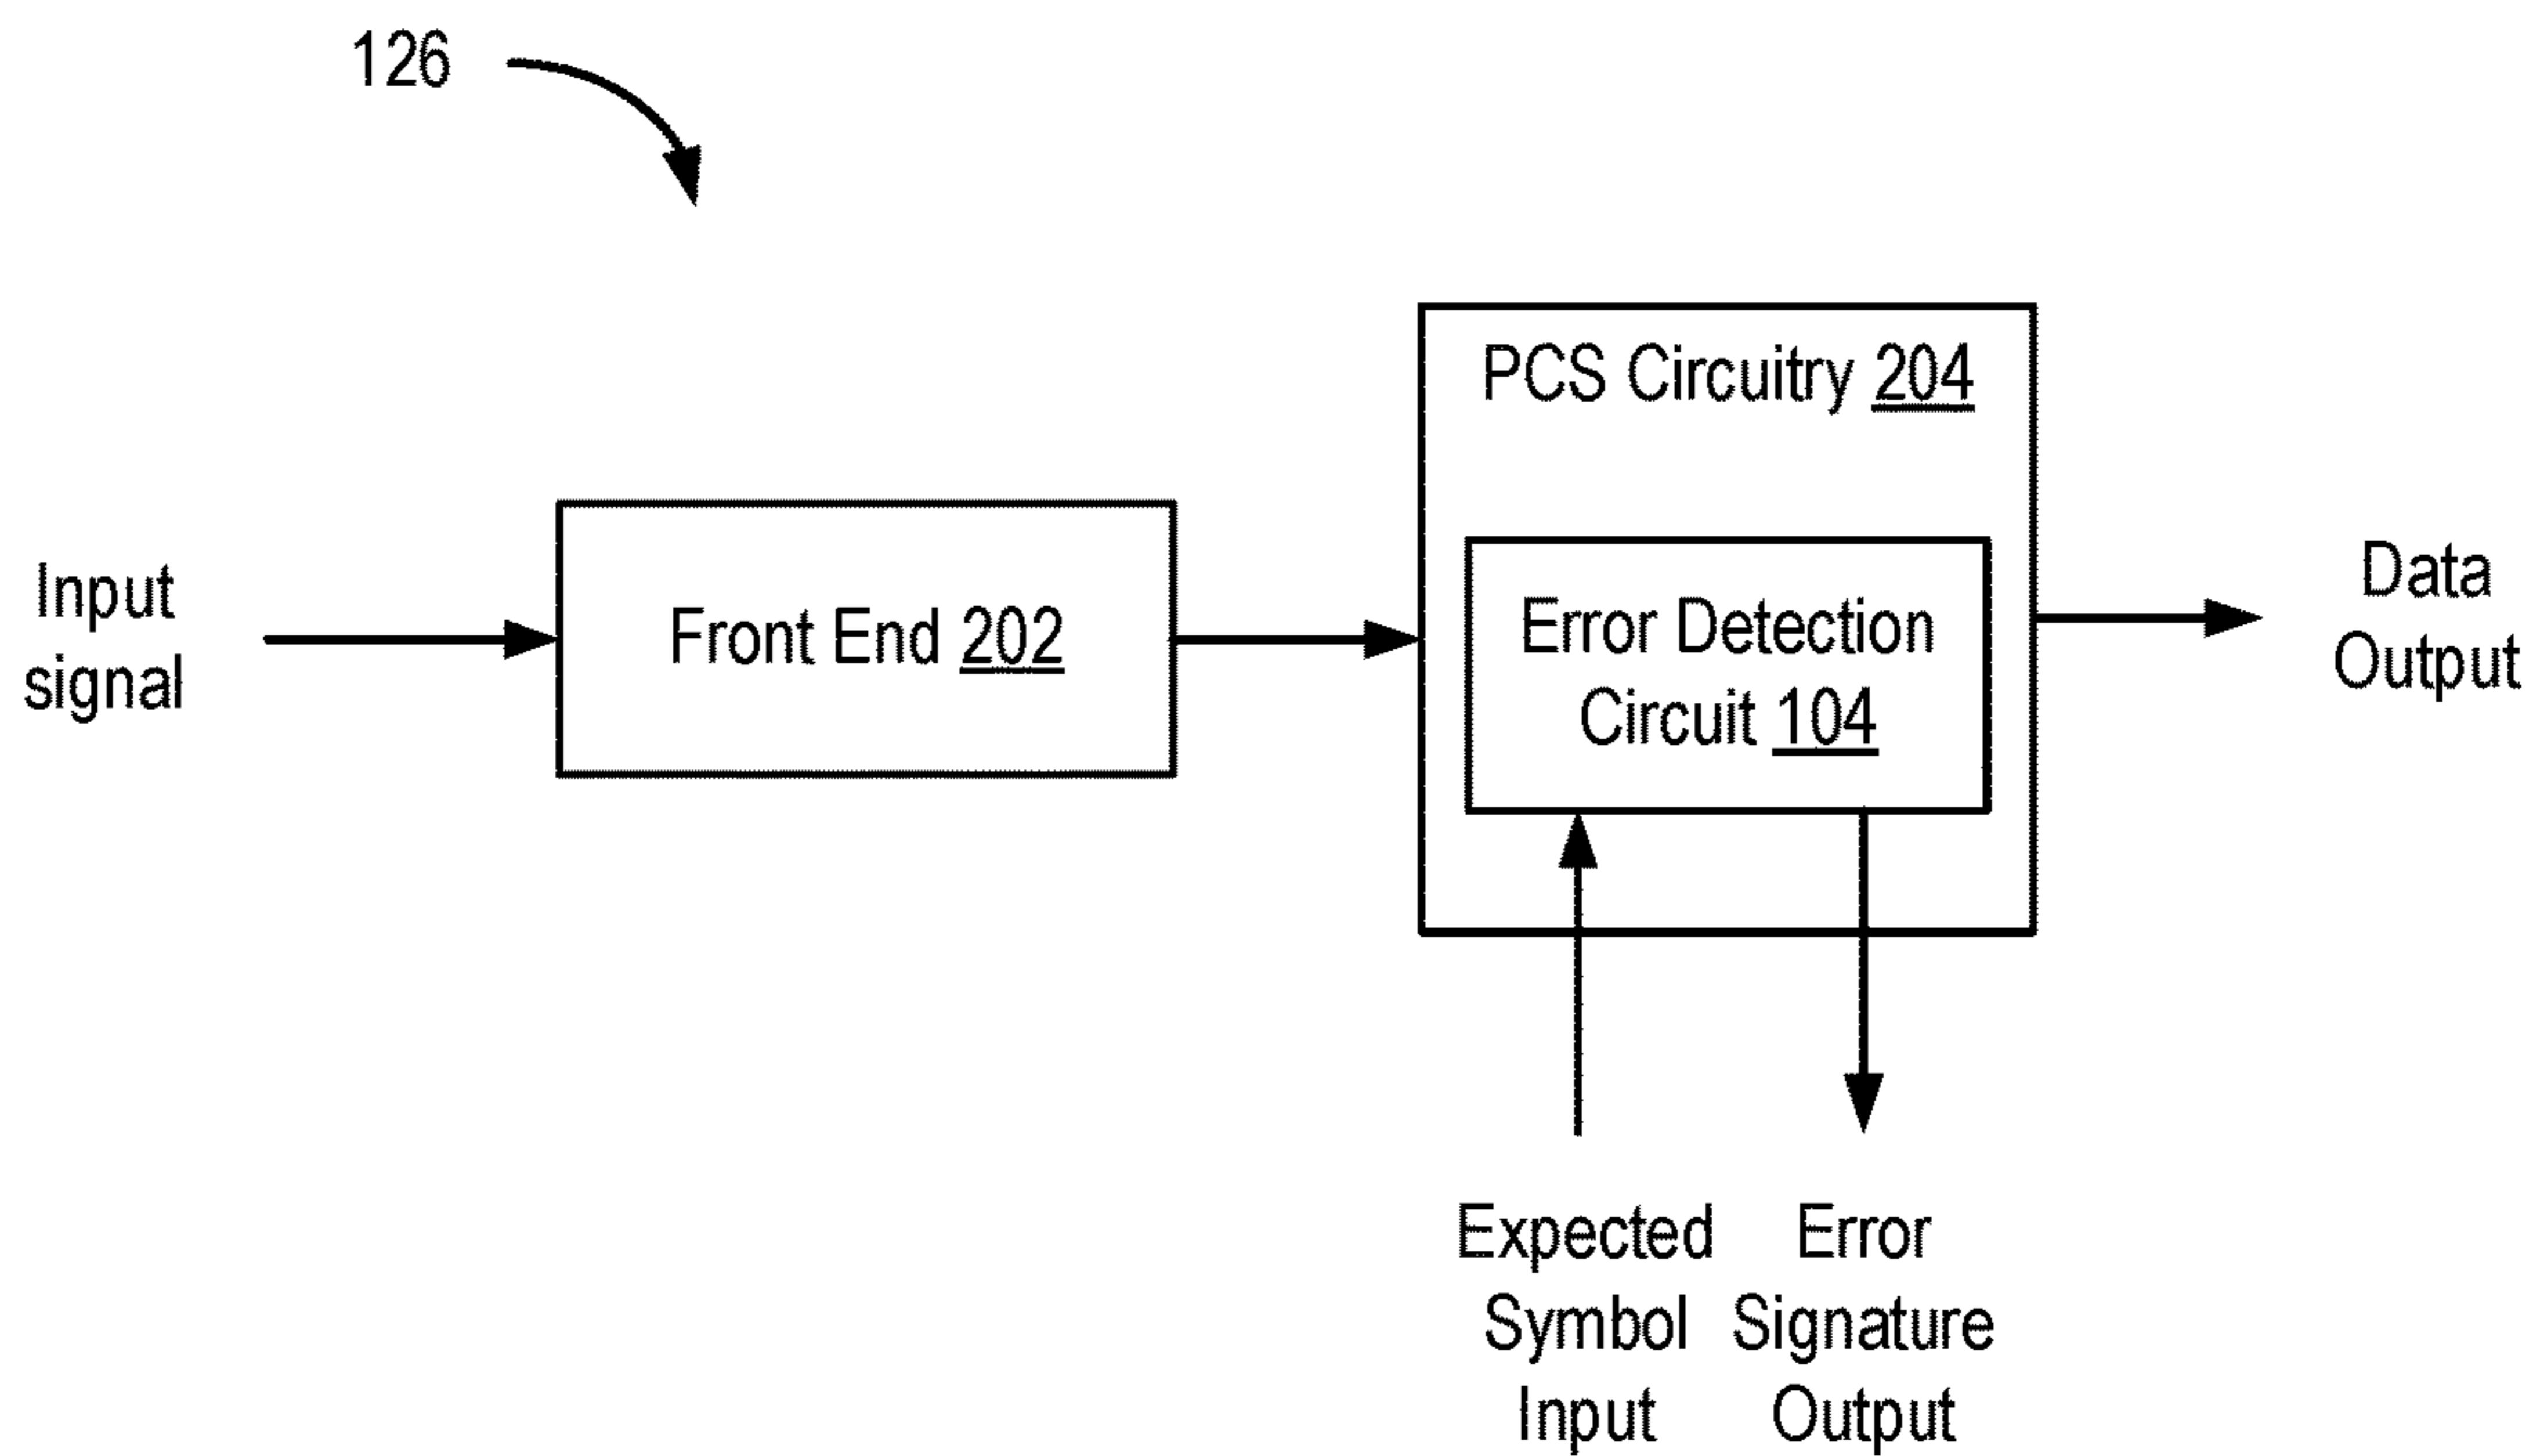 126
Input
signal
Front End 202
PCS Circuitry 204
Error Detection
Circuit 104
Data
Output
Expected
Symbol
Input
Error
Signature
Output